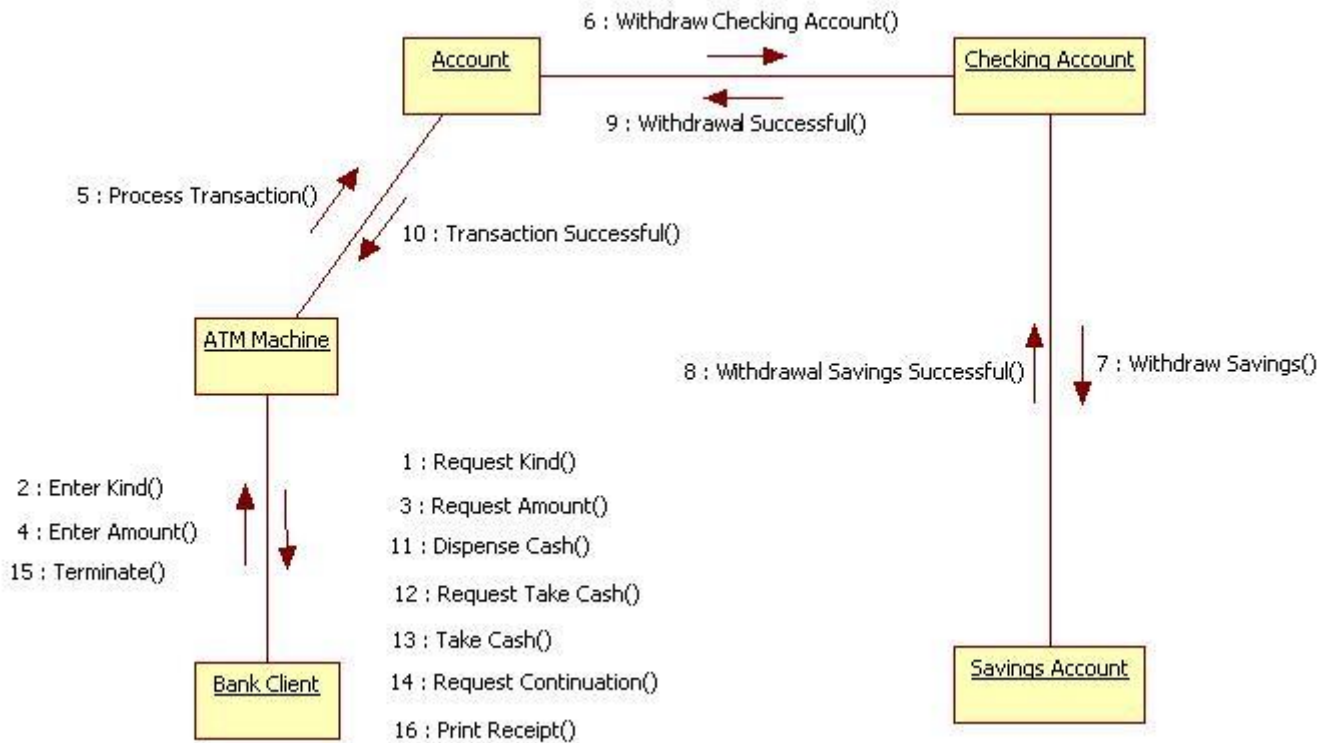 6 : Withdraw Checking Account()
Account
Checking Account
9 : Withdrawal Successful()
5 : Process Transaction()
10 : Transaction Successful()
ATM Machine
8 : Withdrawal Savings Successful()
7 : Withdraw Savings()
2 : Enter Kind()
4 : Enter Amount()
15 : Terminate()
1 : Request Kind()
3 : Request Amount()
11 : Dispense Cash()
12 : Request Take Cash()
13 : Take Cash()
14 : Request Continuation()
16 : Print Receipt()
Bank Client
Savings Account